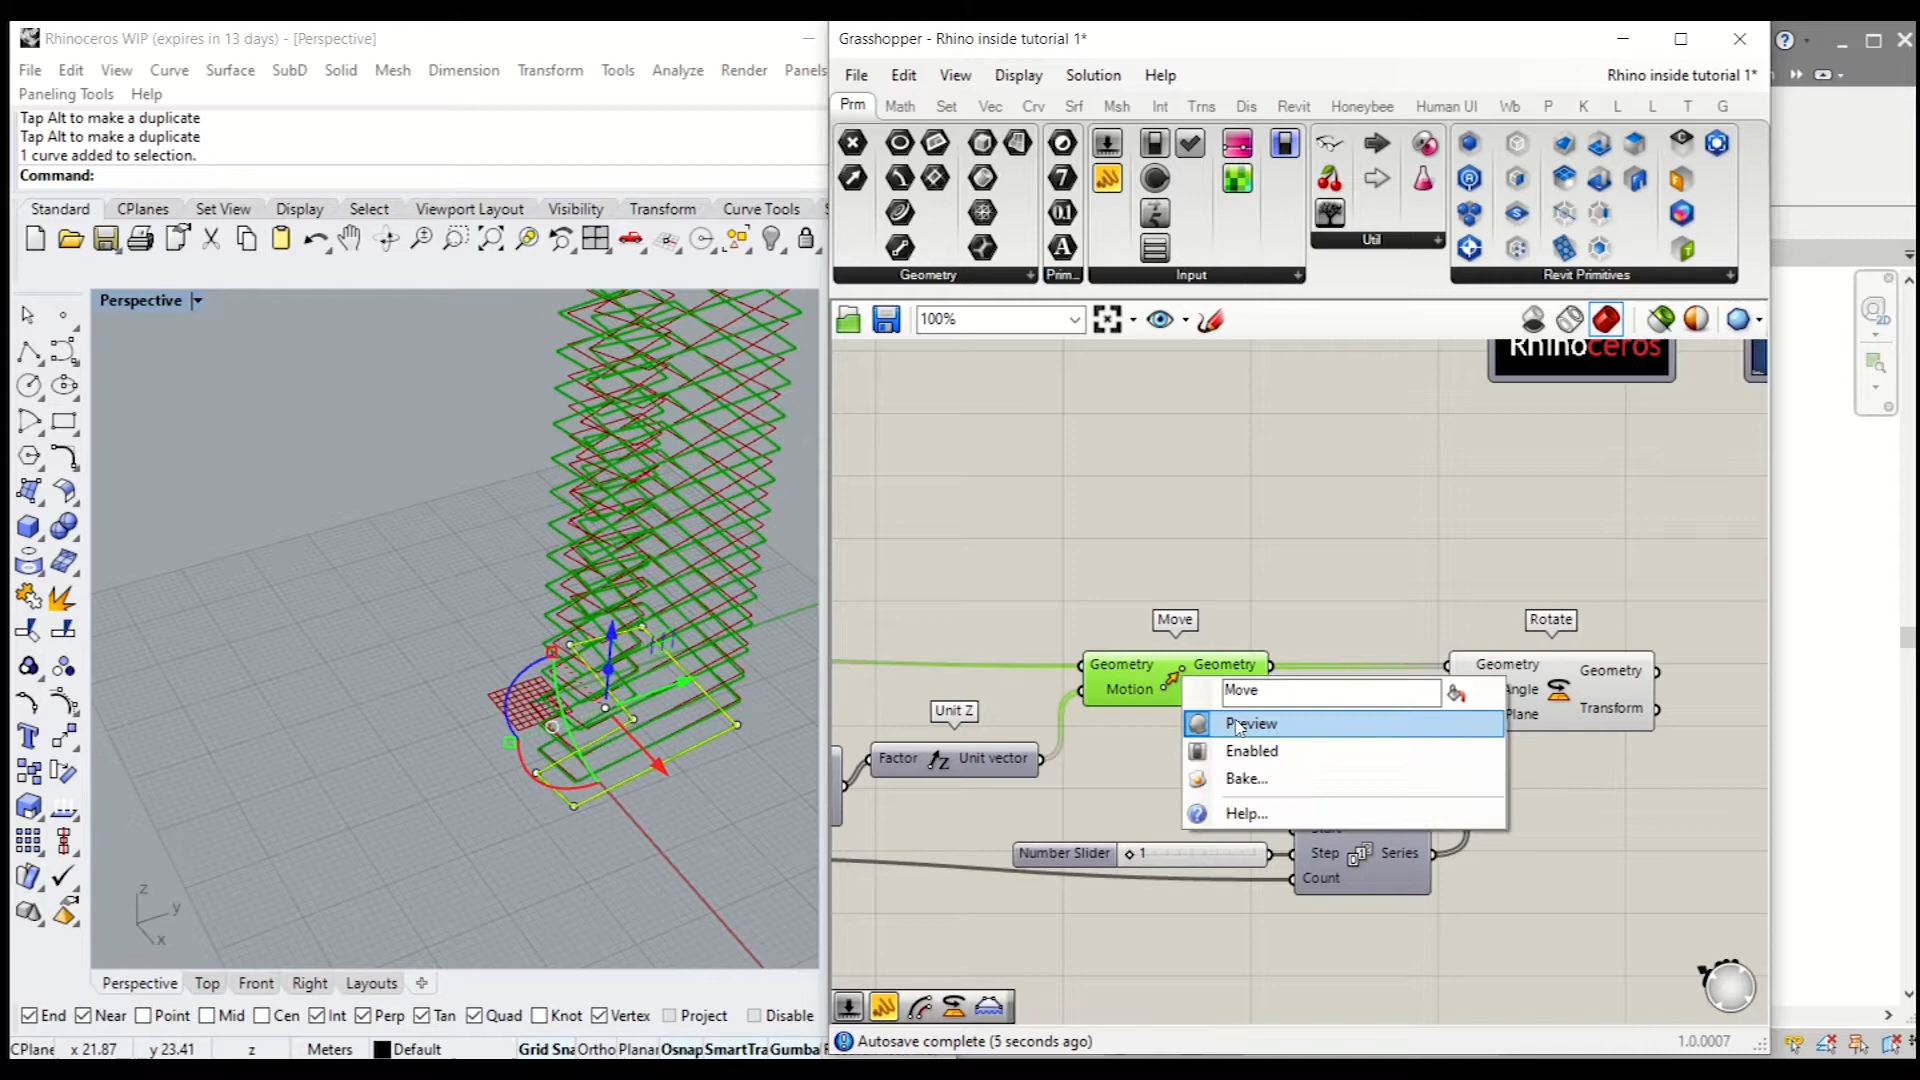 Rhinoceros WIP (expires in 13 days) - [Perspective]
File Edit View Curve Surface SubD Solid Mesh Dimension Transform Tools Analyze Render Panels
Paneling Tools Help
Tap Alt to make a duplicate
Tap Alt to make a duplicate
1 curve added to selection.
Command:
Standard CPlanes Set View Display Select Viewport Layout Visibility Transform Curve Tools
Perspective
z
y
x
Perspective Top Front Right Layouts
End Near Point Mid Cen Int Perp Tan Quad Knot Vertex Project Disable
CPlane x 21.87 y 23.41 z Meters Default Grid Sna Ortho Planar Osnap SmartTra Gumba
Grasshopper - Rhino inside tutorial 1*
File Edit View Display Solution Help Rhino inside tutorial 1*
Prm Math Set Vec Crv Srf Msh Int Trns Dis Revit Honeybee Human UI Wb P K L L T G
Geometry Prim... Input Util Revit Primitives
100%
Rhinoceros
Move
Rotate
Geometry Geometry
Motion
Geometry Geometry
Angle
Plane Transform
Unit Z
Factor Unit vector
Move
Preview
Enabled
Bake...
Help...
Start
Number Slider 1
Step Series
Count
Autosave complete (5 seconds ago) 1.0.0007
2D